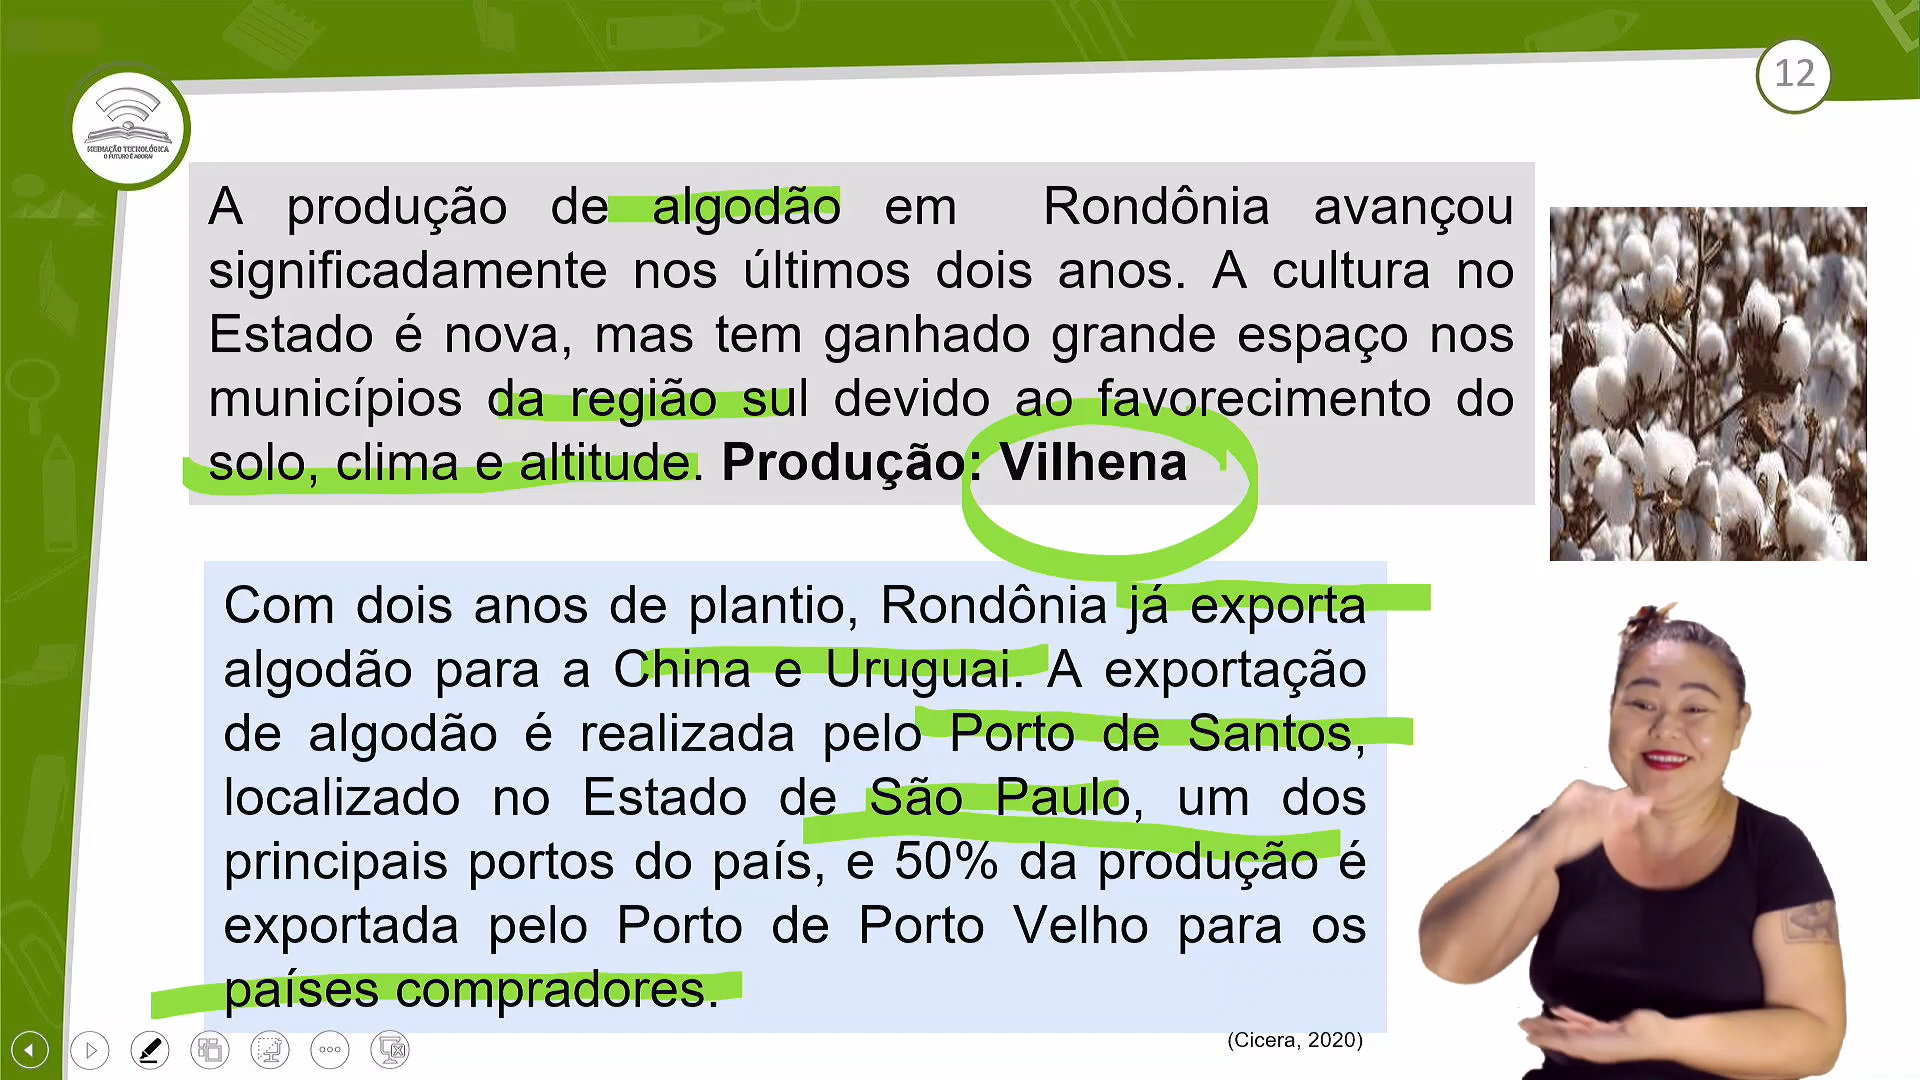 12
MEDIAÇÃO TECNOLÓGICA
O FUTURO É AGORA!
A produção de algodão em Rondônia avançou
significadamente nos últimos dois anos. A cultura no
Estado é nova, mas tem ganhado grande espaço nos
municípios da região sul devido ao favorecimento do
solo, clima e altitude. Produção: Vilhena
Com dois anos de plantio, Rondônia já exporta
algodão para a China e Uruguai. A exportação
de algodão é realizada pelo Porto de Santos,
localizado no Estado de São Paulo, um dos
principais portos do país, e 50% da produção é
exportada pelo Porto de Porto Velho para os
países compradores.
(Cicera, 2020)